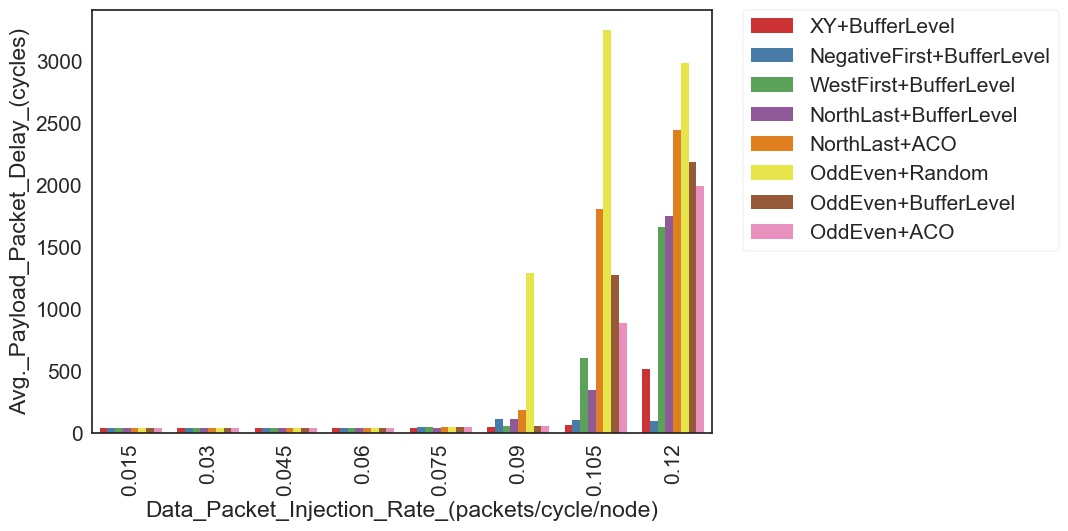 Avg._Payload_Packet_Delay_(cycles)
3000
2500
2000
1500
1000
500
0
0.015
0.03
0.045
0.06
0.075
0.09
0.105
0.12
Data_Packet_Injection_Rate_(packets/cycle/node)
XY+BufferLevel
NegativeFirst+BufferLevel
WestFirst+BufferLevel
NorthLast+BufferLevel
NorthLast+ACO
OddEven+Random
OddEven+BufferLevel
OddEven+ACO